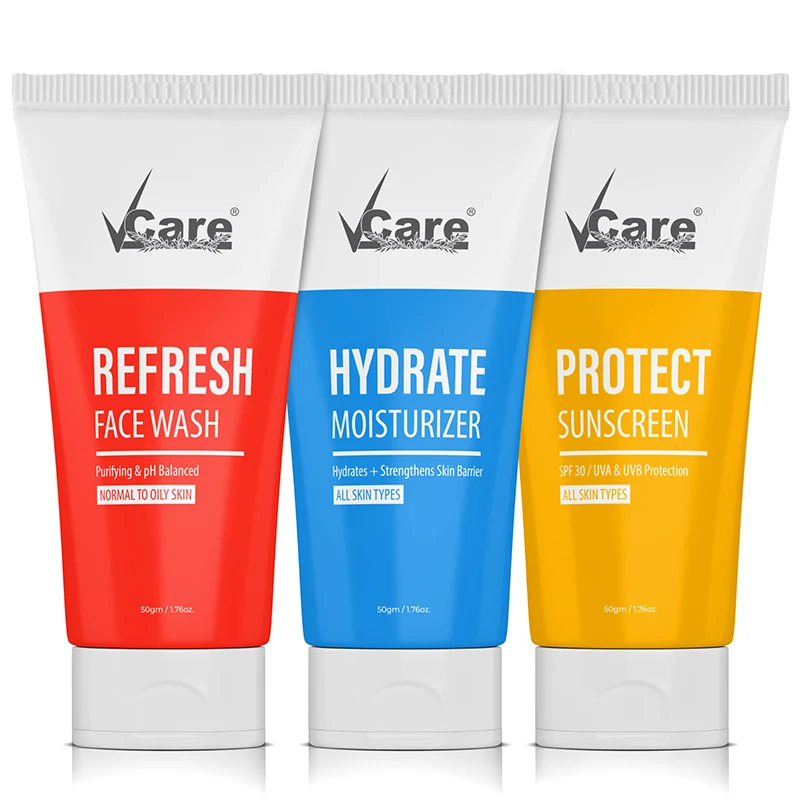 VCare®
REFRESH
FACE WASH
Purifying & pH Balanced
NORMAL TO OILY SKIN
50gm / 1.76oz.
VCare®
HYDRATE
MOISTURIZER
Hydrates + Strengthens Skin Barrier
ALL SKIN TYPES
50gm / 1.76oz.
VCare®
PROTECT
SUNSCREEN
SPF 30 / UVA & UVB Protection
ALL SKIN TYPES
50gm / 1.76oz.